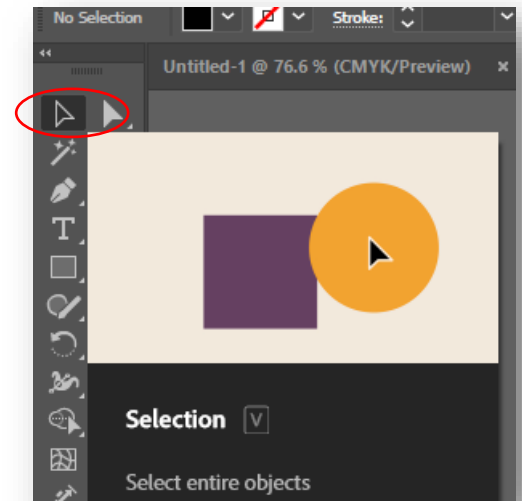 No Selection Stroke:
Untitled-1 @ 76.6 % (CMYK/Preview) ×
T
Selection V
Select entire objects